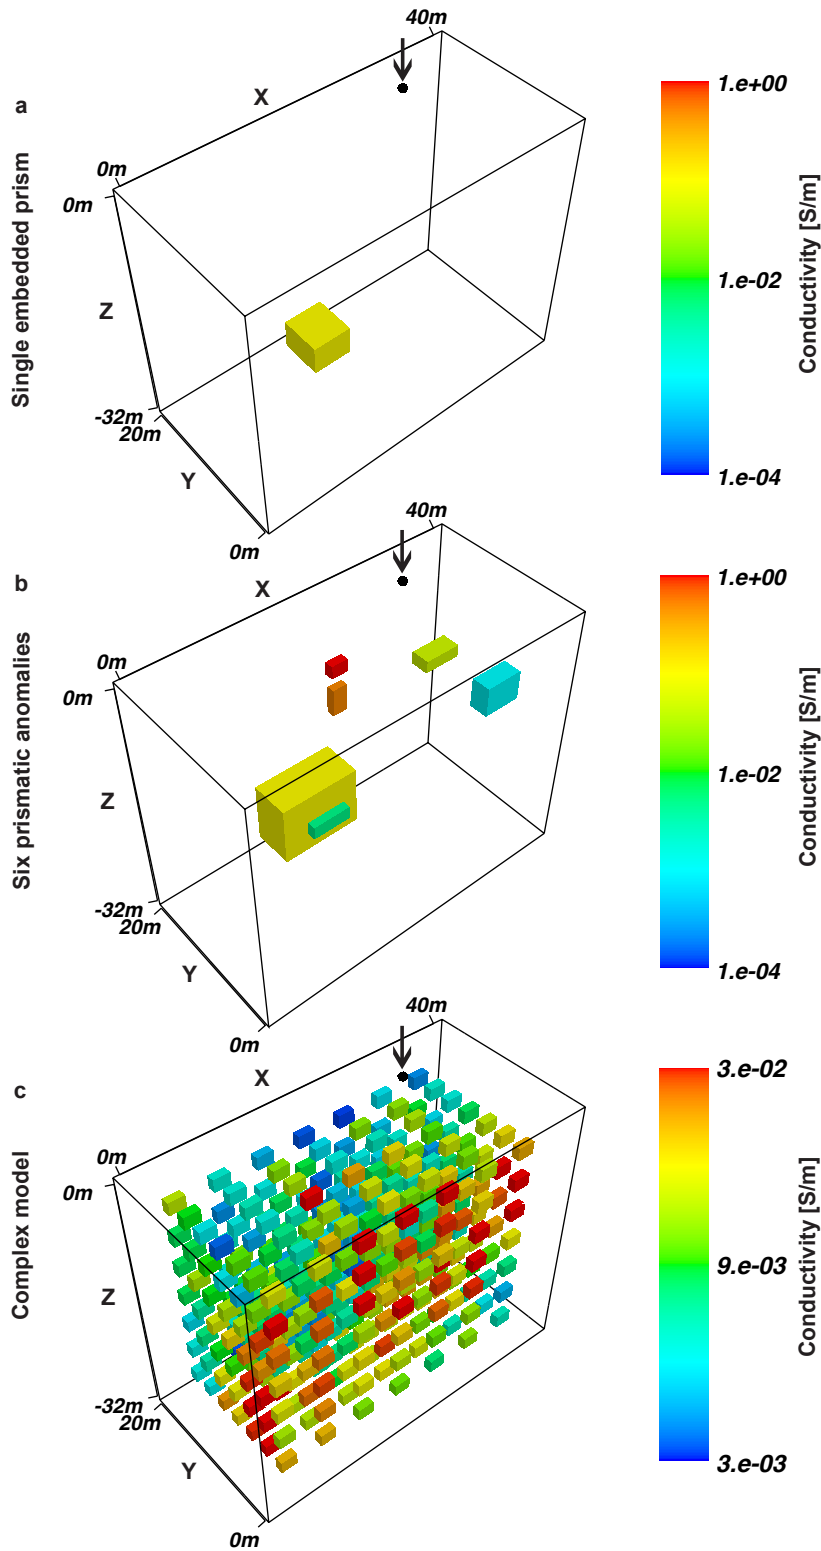 a
Single embedded prism
40m
X
0m
0m
Z
-32m
20m
Y
0m
1.e+00
1.e-02
1.e-04
Conductivity [S/m]
b
Six prismatic anomalies
40m
X
0m
0m
Z
-32m
20m
Y
0m
1.e+00
1.e-02
1.e-04
Conductivity [S/m]
c
Complex model
40m
X
0m
0m
Z
-32m
20m
Y
0m
3.e-02
9.e-03
3.e-03
Conductivity [S/m]